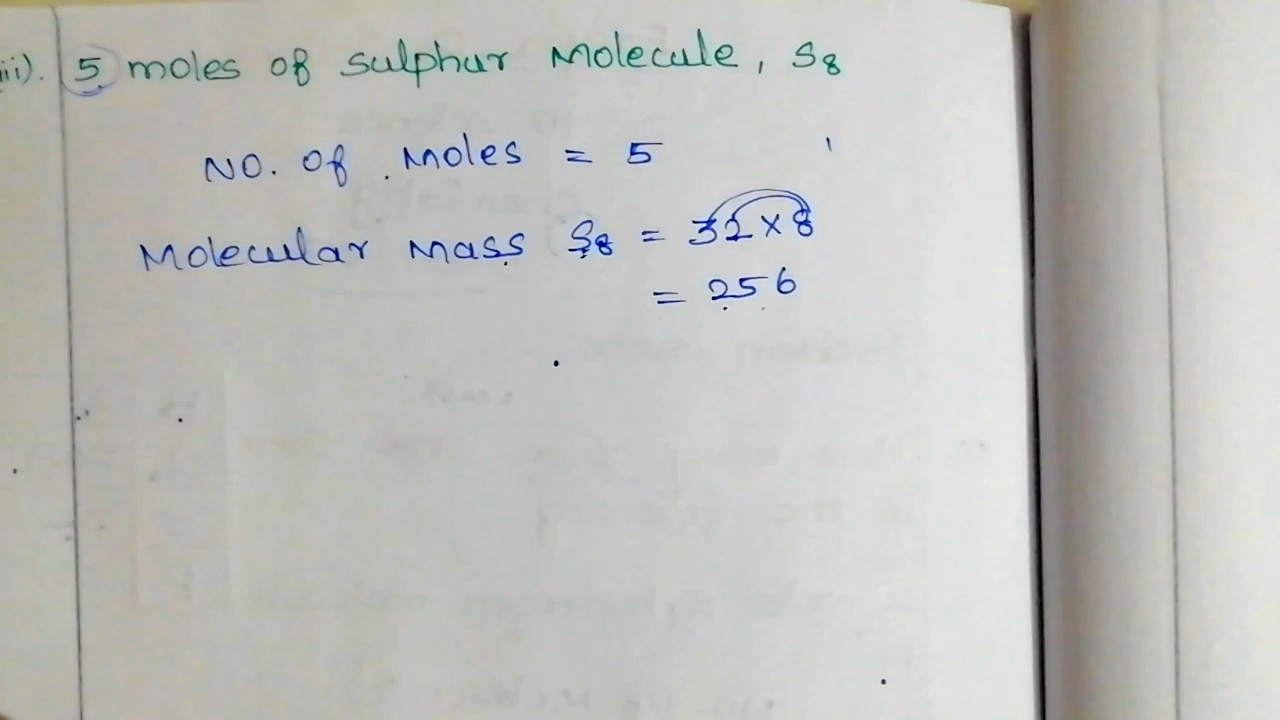 iii). 5 moles of sulphur molecule, S8
No. of moles = 5
Molecular mass S8 = 32 × 8
= 256